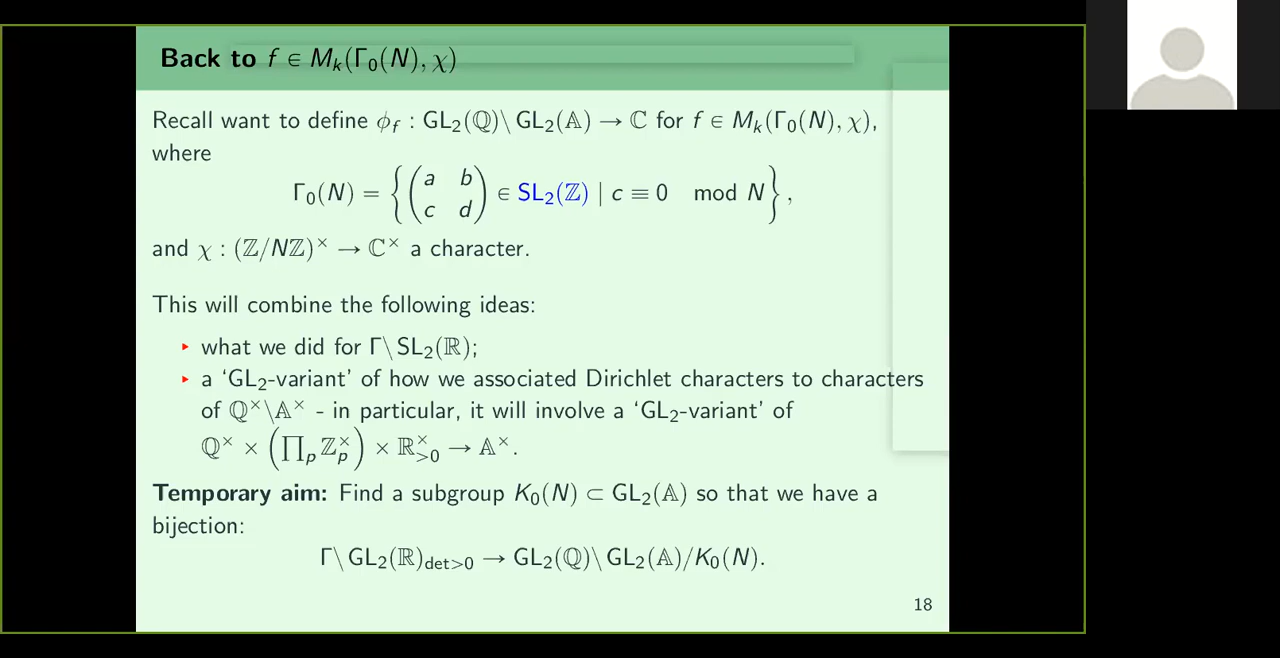 Back to f ∈ M_k(Γ_0(N), χ)
Recall want to define ϕ_f : GL_2(ℚ)\ GL_2(𝔸) → ℂ for f ∈ M_k(Γ_0(N), χ),
where
Γ_0(N) = { ( a b c d ) ∈ SL_2(ℤ) | c ≡ 0 mod N } ,
and χ : (ℤ/Nℤ)^× → ℂ^× a character.
This will combine the following ideas:
▸ what we did for Γ\ SL_2(ℝ);
▸ a ‘GL_2-variant’ of how we associated Dirichlet characters to characters
of ℚ^×\𝔸^× - in particular, it will involve a ‘GL_2-variant’ of
ℚ^× × (∏_p ℤ_p^×) × ℝ_{>0}^× → 𝔸^×.
Temporary aim: Find a subgroup K_0(N) ⊂ GL_2(𝔸) so that we have a
bijection:
Γ\ GL_2(ℝ)_{det>0} → GL_2(ℚ)\ GL_2(𝔸)/K_0(N).
18